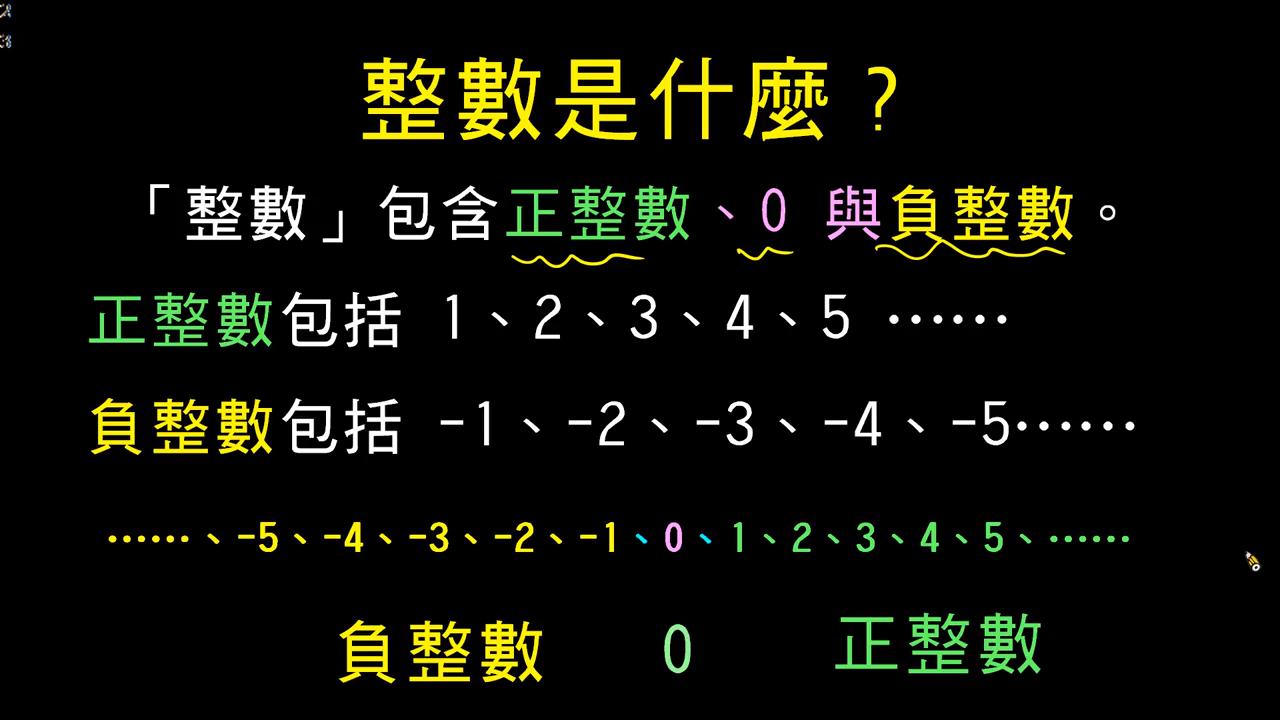 整數是什麼？
「整數」包含正整數、0 與負整數。
正整數包括 1、2、3、4、5 ……
負整數包括 -1、-2、-3、-4、-5……
……、-5、-4、-3、-2、-1、0、1、2、3、4、5、……
負整數 0 正整數